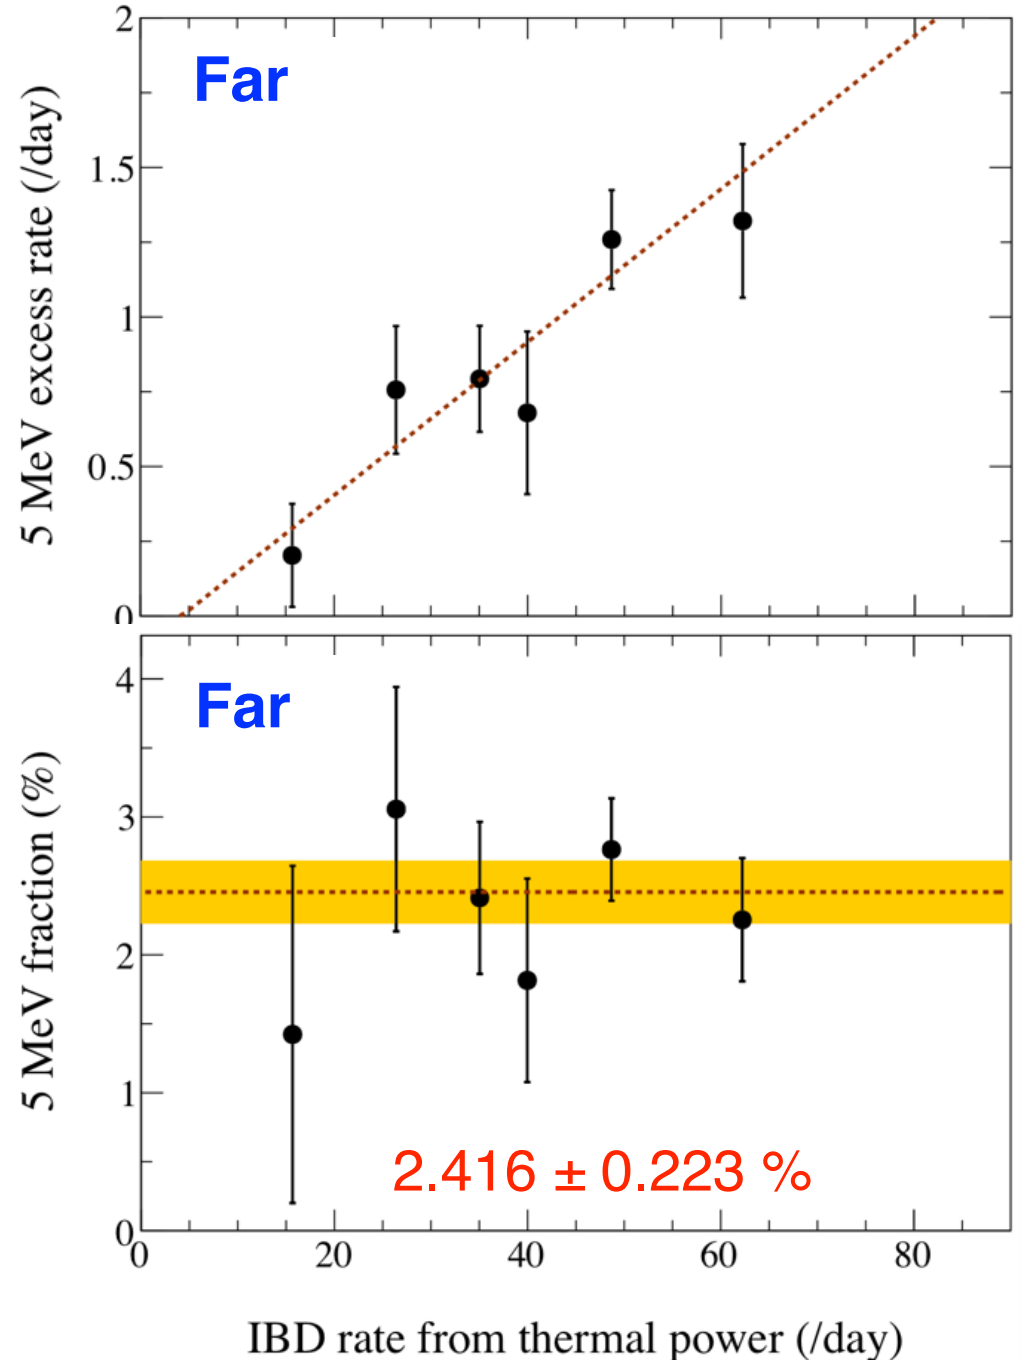 2
1.5
1
0.5
0
5 MeV excess rate (/day)
Far
4
3
2
1
0
5 MeV fraction (%)
Far
2.416 ± 0.223 %
0 20 40 60 80
IBD rate from thermal power (/day)